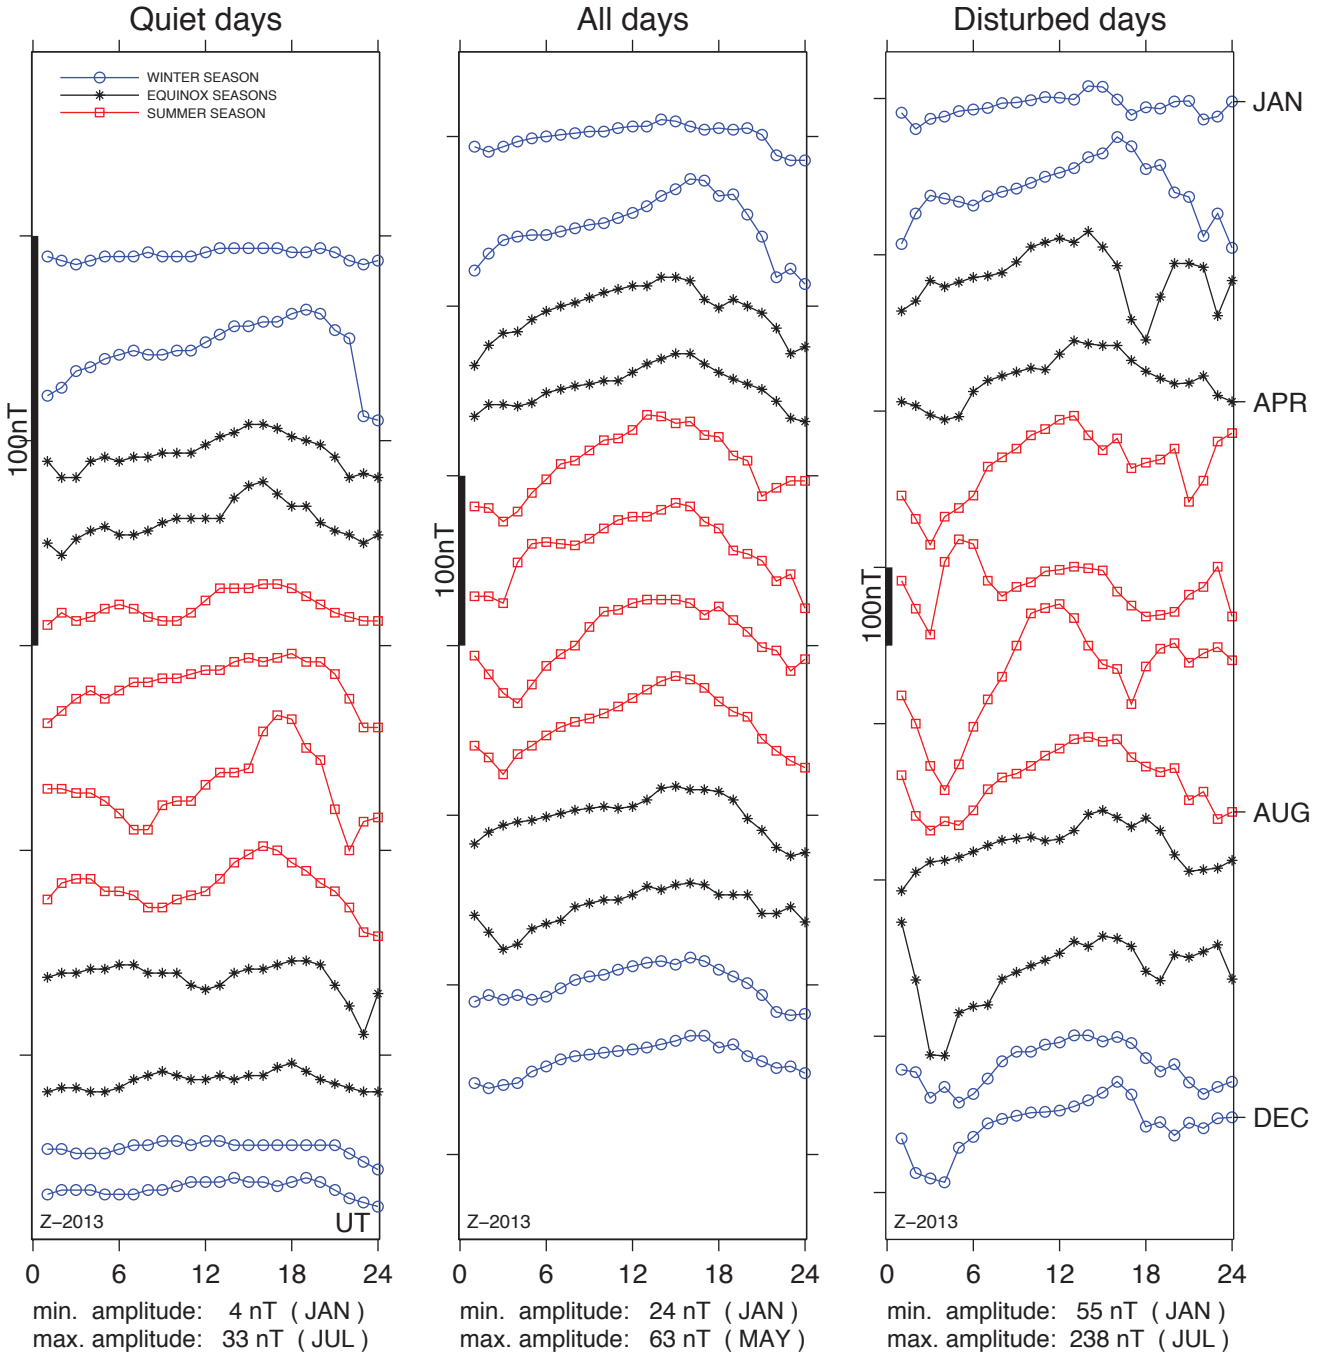 Quiet days
All days
Disturbed days
WINTER SEASON
EQUINOX SEASONS
SUMMER SEASON
JAN
APR
AUG
DEC
100nT
100nT
100nT
Z–2013
UT
Z–2013
Z–2013
0 6 12 18 24
0 6 12 18 24
0 6 12 18 24
min. amplitude: 4 nT ( JAN )
max. amplitude: 33 nT ( JUL )
min. amplitude: 24 nT ( JAN )
max. amplitude: 63 nT ( MAY )
min. amplitude: 55 nT ( JAN )
max. amplitude: 238 nT ( JUL )